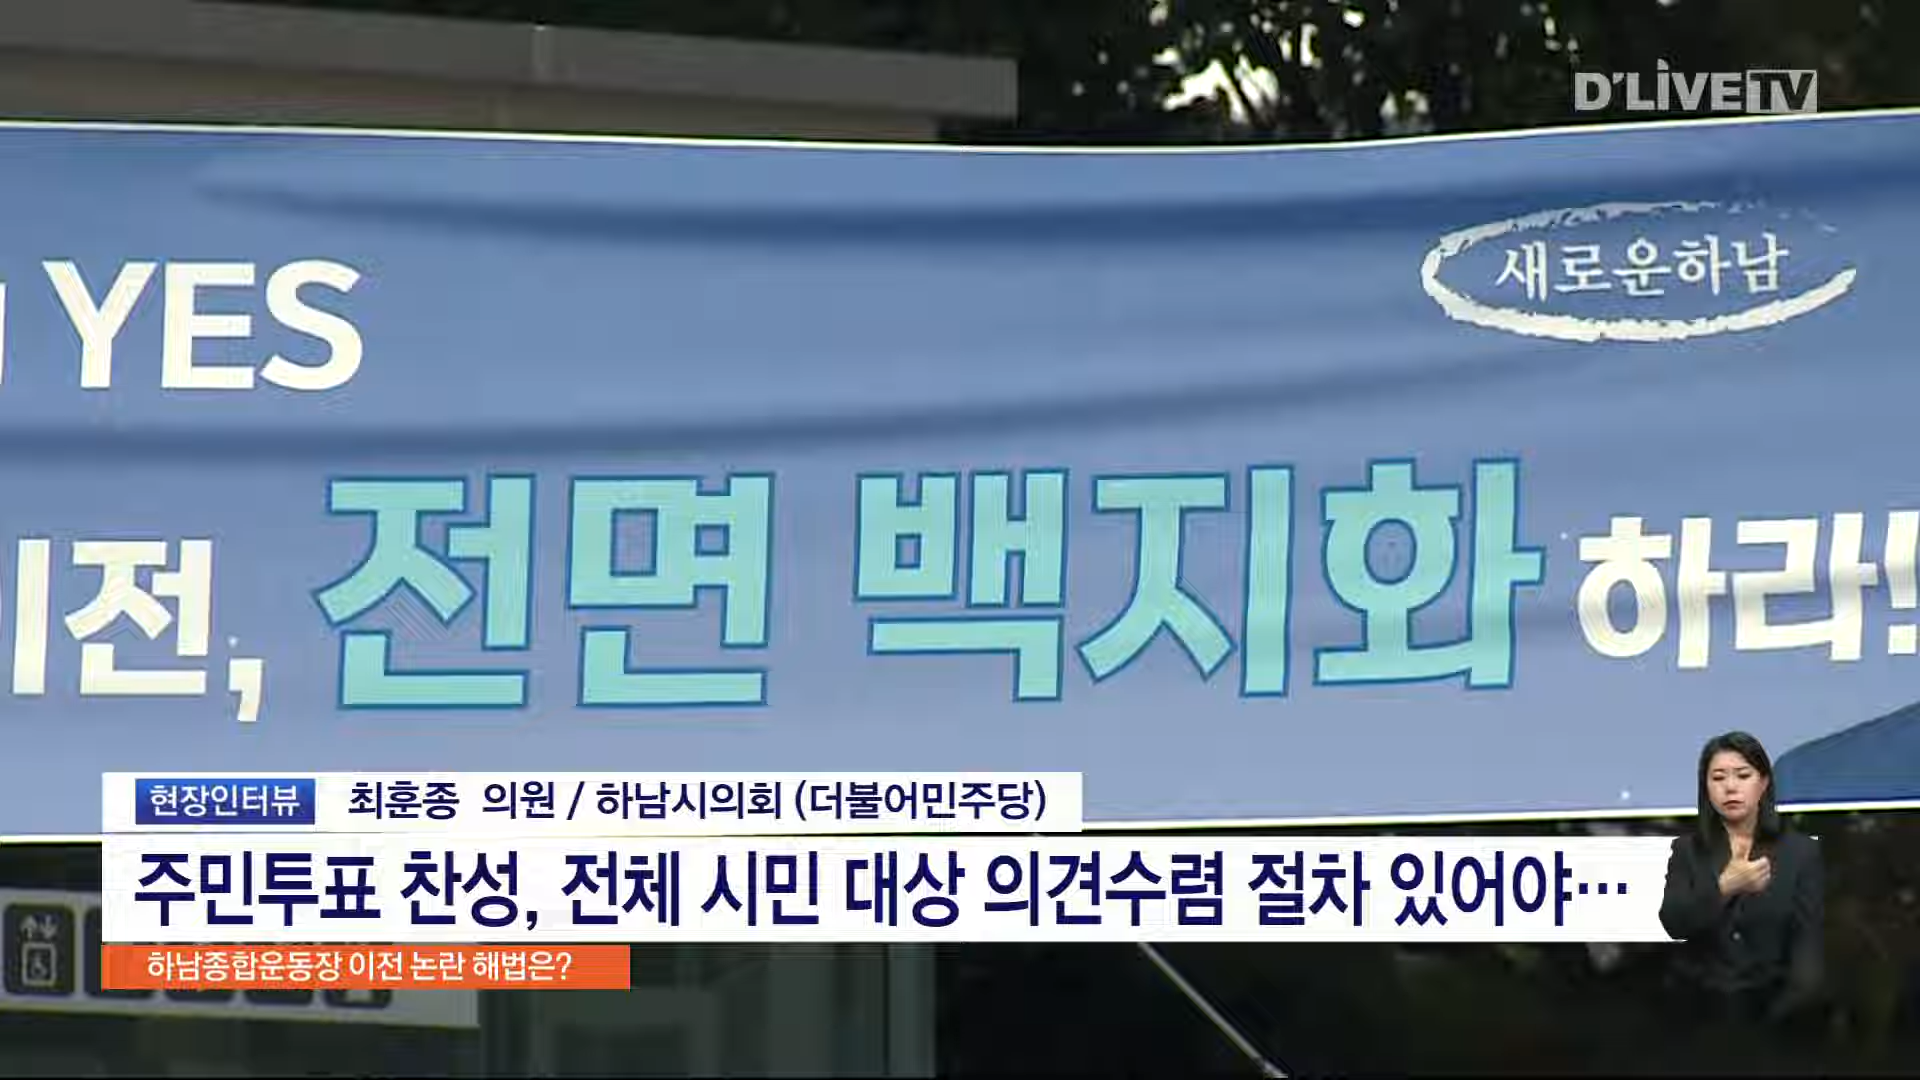 D'LIVE TV
YES
새로운하남
이전, 전면 백지화 하라!
현장인터뷰 최훈종 의원 / 하남시의회 (더불어민주당)
주민투표 찬성, 전체 시민 대상 의견수렴 절차 있어야…
하남종합운동장 이전 논란 해법은?